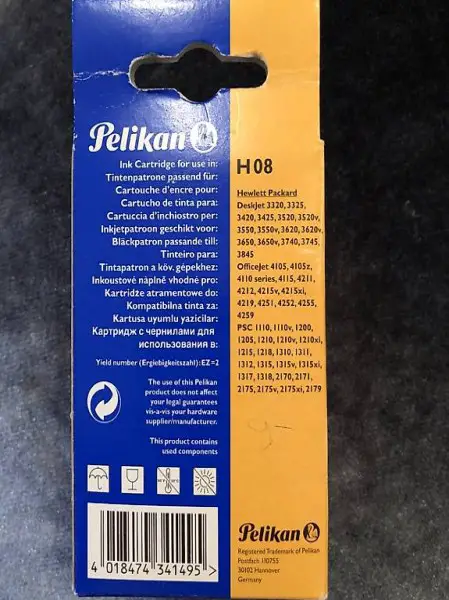 Pelikan
Ink Cartridge for use in:
Tintenpatrone passend für:
Cartouche d'encre pour:
Cartucho de tinta para:
Cartuccia d'inchiostro per:
Inkjetpatroon geschikt voor:
Bläckpatron passande till:
Tinteiro para:
Tintapatron a köv. gépekhez:
Inkoustové náplně vhodné pro:
Kartridże atramentowe do:
Kompatibilna tinta za:
Kartusa uyumlu yazicilar:
Картридж с чернилами для
использования в:
Yield number (Ergiebigkeitszahl): EZ=2
The use of this Pelikan
product does not affect
your legal guarantees
vis-a-vis your hardware
supplier/manufacturer.
This product contains
used components
4 018474 341495 >
H08
Hewlett Packard
DeskJet 3320, 3325,
3420, 3425, 3520, 3520v,
3550, 3550v, 3620, 3620v,
3650, 3650v, 3740, 3745,
3845
OfficeJet 4105, 4105z,
4110 series, 4115, 4211,
4212, 4215v, 4215xi,
4219, 4251, 4252, 4255,
4259
PSC 1110, 1110v, 1200,
1205, 1210, 1210v, 1210xi,
1215, 1218, 1310, 1311,
1312, 1315, 1315v, 1315xi,
1317, 1318, 2170, 2171,
2175, 2175v, 2175xi, 2179
Pelikan
Registered Trademark of Pelikan
Postfach 110755
30102 Hannover
Germany